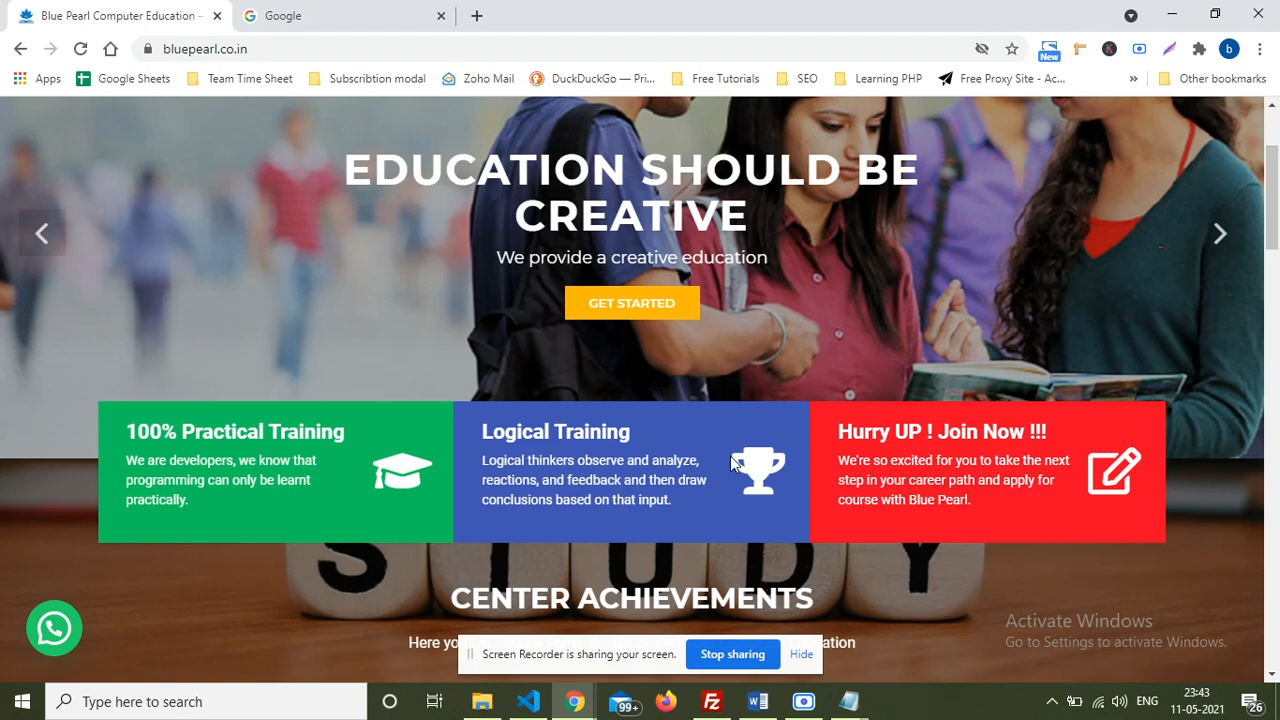 Blue Pearl Computer Education –
Google
bluepearl.co.in
New
K
b
Apps
Google Sheets
Team Time Sheet
Subscribtion modal
Zoho Mail
DuckDuckGo — Pri...
Free Tutorials
SEO
Learning PHP
Free Proxy Site - Ac...
»
Other bookmarks
EDUCATION SHOULD BE
CREATIVE
We provide a creative education
GET STARTED
100% Practical Training
We are developers, we know that
programming can only be learnt
practically.
Logical Training
Logical thinkers observe and analyze,
reactions, and feedback and then draw
conclusions based on that input.
Hurry UP ! Join Now !!!
We're so excited for you to take the next
step in your career path and apply for
course with Blue Pearl.
STUDY
CENTER ACHIEVEMENTS
Here
Screen Recorder is sharing your screen.
Stop sharing
Hide
Activate Windows
Go to Settings to activate Windows.
Type here to search
99+
ENG
23:43
11-05-2021
26